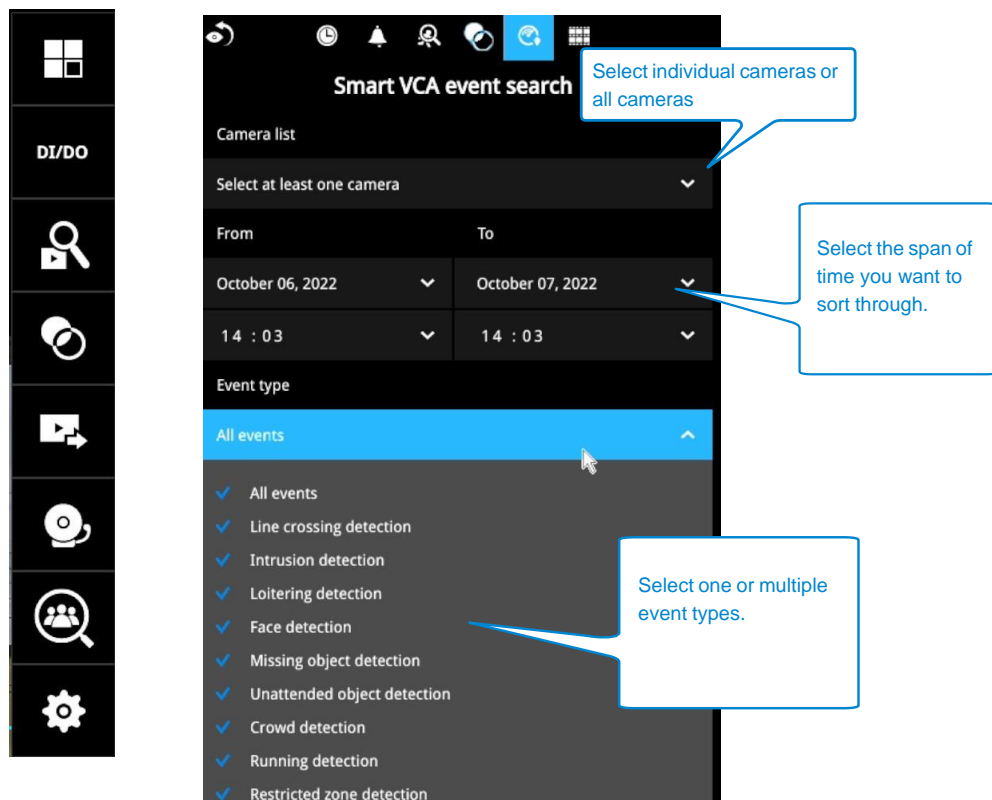 DI/DO
Smart VCA event search
Select individual cameras or
all cameras
Camera list
Select at least one camera
From To
October 06, 2022 October 07, 2022
14 : 03 14 : 03
Select the span of
time you want to
sort through.
Event type
All events
All events
Line crossing detection
Intrusion detection
Loitering detection
Face detection
Missing object detection
Unattended object detection
Crowd detection
Running detection
Restricted zone detection
Select one or multiple
event types.